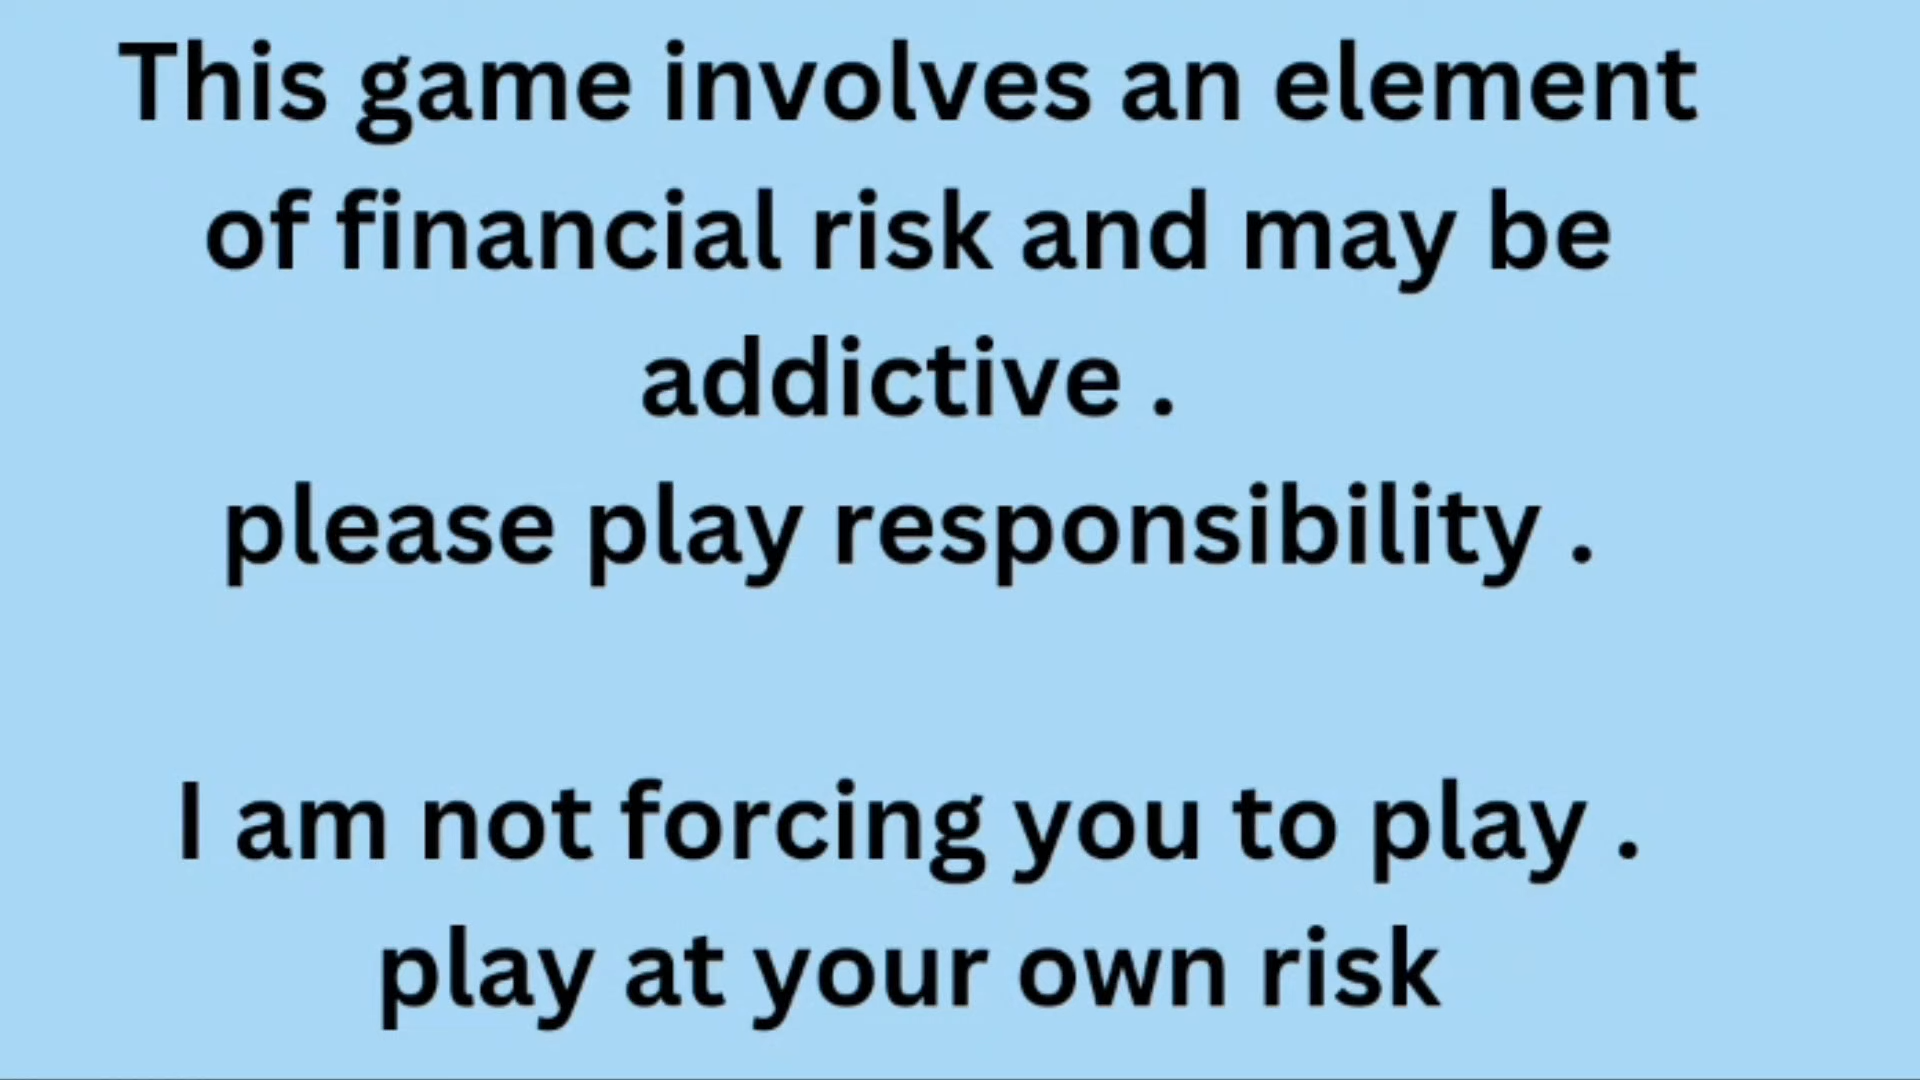 This game involves an element
of financial risk and may be
addictive .
please play responsibility .
I am not forcing you to play .
play at your own risk